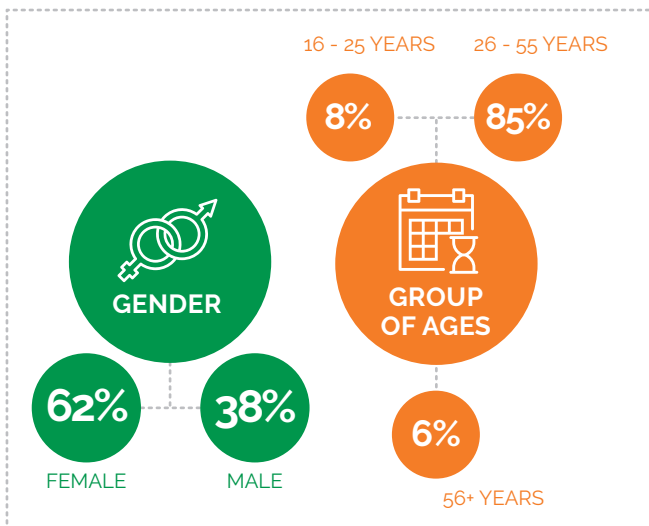 16 - 25 YEARS
26 - 55 YEARS
8%
85%
GENDER
GROUP
OF AGES
62%
38%
FEMALE
MALE
6%
56+ YEARS